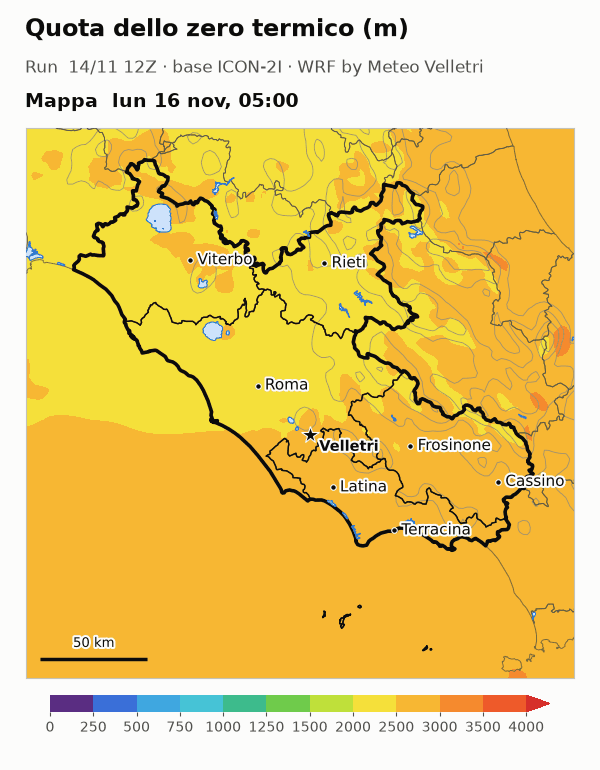 Quota dello zero termico (m)
Run  14/11 12Z · base ICON-2I · WRF by Meteo Velletri
Mappa  lun 16 nov, 05:00
Viterbo
Rieti
Roma
Velletri
Frosinone
Cassino
Latina
Terracina
50 km
0 250 500 750 1000 1250 1500 2000 2500 3000 3500 4000